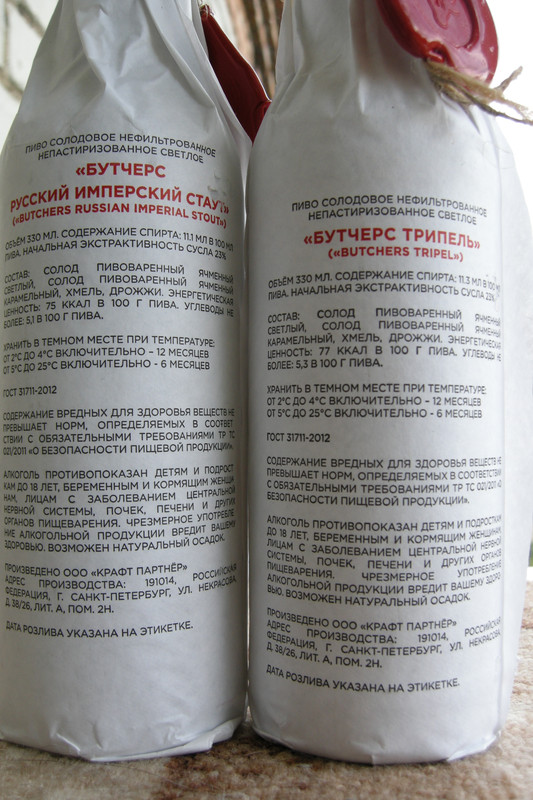 ПИВО СОЛОДОВОЕ НЕФИЛЬТРОВАННОЕ
НЕПАСТИРИЗОВАННОЕ СВЕТЛОЕ
«БУТЧЕРС
РУССКИЙ ИМПЕРСКИЙ СТАУТ»
(«BUTCHERS RUSSIAN IMPERIAL STOUT»)
ОБЪЕМ 330 МЛ. СОДЕРЖАНИЕ СПИРТА: 11.1 МЛ В 100 МЛ
ПИВА. НАЧАЛЬНАЯ ЭКСТРАКТИВНОСТЬ СУСЛА 23%
СОСТАВ: СОЛОД ПИВОВАРЕННЫЙ ЯЧМЕННЫЙ
СВЕТЛЫЙ, СОЛОД ПИВОВАРЕННЫЙ ЯЧМЕННЫЙ
КАРАМЕЛЬНЫЙ, ХМЕЛЬ, ДРОЖЖИ. ЭНЕРГЕТИЧЕСКАЯ
ЦЕННОСТЬ: 75 ККАЛ В 100 Г ПИВА. УГЛЕВОДЫ НЕ
БОЛЕЕ: 5,1 В 100 Г ПИВА.
ХРАНИТЬ В ТЕМНОМ МЕСТЕ ПРИ ТЕМПЕРАТУРЕ:
ОТ 2°С ДО 4°С ВКЛЮЧИТЕЛЬНО – 12 МЕСЯЦЕВ
ОТ 5°С ДО 25°С ВКЛЮЧИТЕЛЬНО - 6 МЕСЯЦЕВ
ГОСТ 31711-2012
СОДЕРЖАНИЕ ВРЕДНЫХ ДЛЯ ЗДОРОВЬЯ ВЕЩЕСТВ НЕ
ПРЕВЫШАЕТ НОРМ, ОПРЕДЕЛЯЕМЫХ В СООТВЕТ
СТВИИ С ОБЯЗАТЕЛЬНЫМИ ТРЕБОВАНИЯМИ ТР ТС
021/2011 «О БЕЗОПАСНОСТИ ПИЩЕВОЙ ПРОДУКЦИИ».
АЛКОГОЛЬ ПРОТИВОПОКАЗАН ДЕТЯМ И ПОДРОСТ
КАМ ДО 18 ЛЕТ, БЕРЕМЕННЫМ И КОРМЯЩИМ ЖЕНЩИ
НАМ, ЛИЦАМ С ЗАБОЛЕВАНИЕМ ЦЕНТРАЛЬНОЙ
НЕРВНОЙ СИСТЕМЫ, ПОЧЕК, ПЕЧЕНИ И ДРУГИХ
ОРГАНОВ ПИЩЕВАРЕНИЯ. ЧРЕЗМЕРНОЕ УПОТРЕБЛЕ
НИЕ АЛКОГОЛЬНОЙ ПРОДУКЦИИ ВРЕДИТ ВАШЕМУ
ЗДОРОВЬЮ. ВОЗМОЖЕН НАТУРАЛЬНЫЙ ОСАДОК.
ПРОИЗВЕДЕНО ООО «КРАФТ ПАРТНЁР»
АДРЕС ПРОИЗВОДСТВА: 191014, РОССИЙСКАЯ
ФЕДЕРАЦИЯ, Г. САНКТ-ПЕТЕРБУРГ, УЛ. НЕКРАСОВА,
Д. 38/26, ЛИТ. А, ПОМ. 2Н.
ДАТА РОЗЛИВА УКАЗАНА НА ЭТИКЕТКЕ.
ПИВО СОЛОДОВОЕ НЕФИЛЬТРОВАННОЕ
НЕПАСТИРИЗОВАННОЕ СВЕТЛОЕ
«БУТЧЕРС ТРИПЕЛЬ»
(«BUTCHERS TRIPEL»)
ОБЪЁМ 330 МЛ. СОДЕРЖАНИЕ СПИРТА: 11.3 МЛ В 100 МЛ
ПИВА. НАЧАЛЬНАЯ ЭКСТРАКТИВНОСТЬ СУСЛА 22%
СОСТАВ: СОЛОД ПИВОВАРЕННЫЙ ЯЧМЕННЫЙ
СВЕТЛЫЙ, СОЛОД ПИВОВАРЕННЫЙ ЯЧМЕННЫЙ
КАРАМЕЛЬНЫЙ, ХМЕЛЬ, ДРОЖЖИ. ЭНЕРГЕТИЧЕСКАЯ
ЦЕННОСТЬ: 77 ККАЛ В 100 Г ПИВА. УГЛЕВОДЫ НЕ
БОЛЕЕ: 5,3 В 100 Г ПИВА.
ХРАНИТЬ В ТЕМНОМ МЕСТЕ ПРИ ТЕМПЕРАТУРЕ:
ОТ 2°С ДО 4°С ВКЛЮЧИТЕЛЬНО – 12 МЕСЯЦЕВ
ОТ 5°С ДО 25°С ВКЛЮЧИТЕЛЬНО - 6 МЕСЯЦЕВ
ГОСТ 31711-2012
СОДЕРЖАНИЕ ВРЕДНЫХ ДЛЯ ЗДОРОВЬЯ ВЕЩЕСТВ НЕ
ПРЕВЫШАЕТ НОРМ, ОПРЕДЕЛЯЕМЫХ В СООТВЕТСТВИИ
С ОБЯЗАТЕЛЬНЫМИ ТРЕБОВАНИЯМИ ТР ТС 021/2011 «О
БЕЗОПАСНОСТИ ПИЩЕВОЙ ПРОДУКЦИИ».
АЛКОГОЛЬ ПРОТИВОПОКАЗАН ДЕТЯМ И ПОДРОСТКАМ
ДО 18 ЛЕТ, БЕРЕМЕННЫМ И КОРМЯЩИМ ЖЕНЩИНАМ,
ЛИЦАМ С ЗАБОЛЕВАНИЕМ ЦЕНТРАЛЬНОЙ НЕРВНОЙ
СИСТЕМЫ, ПОЧЕК, ПЕЧЕНИ И ДРУГИХ ОРГАНОВ
ПИЩЕВАРЕНИЯ. ЧРЕЗМЕРНОЕ УПОТРЕБЛЕНИЕ
АЛКОГОЛЬНОЙ ПРОДУКЦИИ ВРЕДИТ ВАШЕМУ ЗДОРО
ВЬЮ. ВОЗМОЖЕН НАТУРАЛЬНЫЙ ОСАДОК.
ПРОИЗВЕДЕНО ООО «КРАФТ ПАРТНЁР»
АДРЕС ПРОИЗВОДСТВА: 191014, РОССИЙСКАЯ
ФЕДЕРАЦИЯ, Г. САНКТ-ПЕТЕРБУРГ, УЛ. НЕКРАСОВА,
Д. 38/26, ЛИТ. А, ПОМ. 2Н.
ДАТА РОЗЛИВА УКАЗАНА НА ЭТИКЕТКЕ.